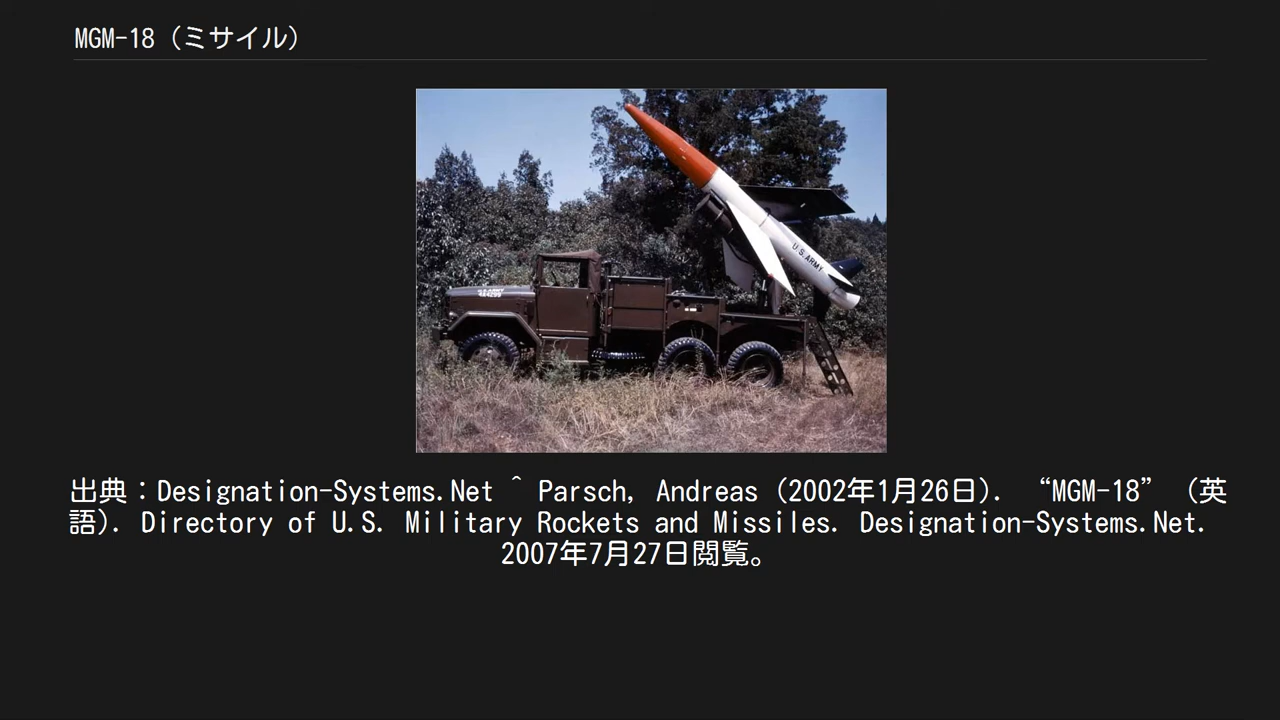 MGM-18（ミサイル）
U.S.ARMY
出典：Designation-Systems.Net ^ Parsch, Andreas (2002年1月26日). “MGM-18” (英
語). Directory of U.S. Military Rockets and Missiles. Designation-Systems.Net.
2007年7月27日閲覧。